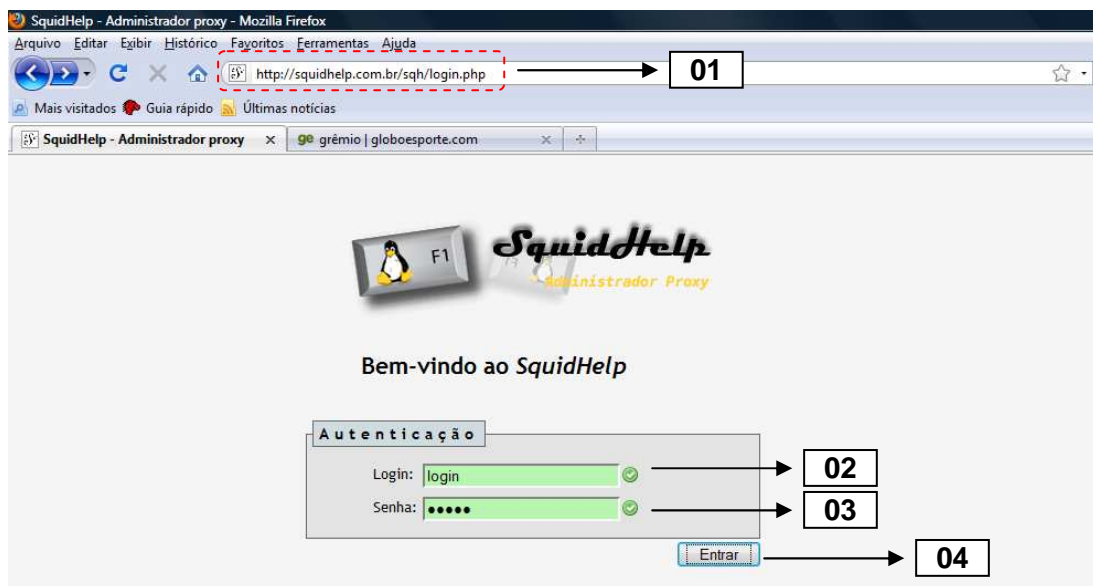 SquidHelp - Administrador proxy - Mozilla Firefox
Arquivo Editar Exibir Histórico Favoritos Ferramentas Ajuda
http://squidhelp.com.br/sqh/login.php
01
Mais visitados Guia rápido Últimas notícias
SquidHelp - Administrador proxy ge grêmio | globoesporte.com
F1 SquidHelp
Administrador Proxy
Bem-vindo ao SquidHelp
Autenticação
Login: login
02
Senha: •••••
03
Entrar
04